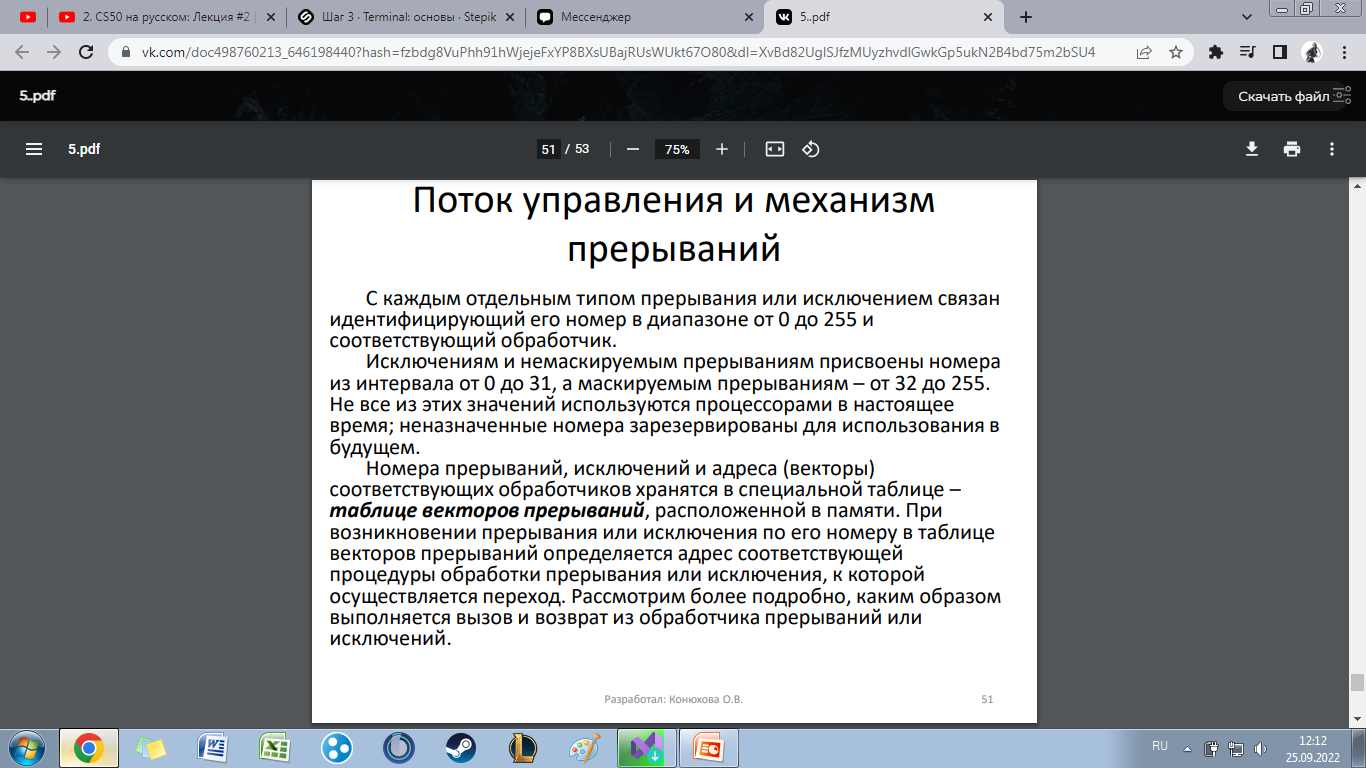 2. CS50 на русском: Лекция #2
Шаг 3 · Terminal: основы · Stepik
Мессенджер
5..pdf
vk.com/doc498760213_646198440?hash=fzbdg8VuPhh91hWjejeFxYP8BXsUBajRUsWUkt67O80&dl=XvBd82UgISJfzMUyzhvdlGwkGp5ukN2B4bd75m2bSU4
5..pdf
Скачать файл
5.pdf
51 / 53
75%
Поток управления и механизм
прерываний
С каждым отдельным типом прерывания или исключением связан
идентифицирующий его номер в диапазоне от 0 до 255 и
соответствующий обработчик.
Исключениям и немаскируемым прерываниям присвоены номера
из интервала от 0 до 31, а маскируемым прерываниям – от 32 до 255.
Не все из этих значений используются процессорами в настоящее
время; неназначенные номера зарезервированы для использования в
будущем.
Номера прерываний, исключений и адреса (векторы)
соответствующих обработчиков хранятся в специальной таблице –
таблице векторов прерываний, расположенной в памяти. При
возникновении прерывания или исключения по его номеру в таблице
векторов прерываний определяется адрес соответствующей
процедуры обработки прерывания или исключения, к которой
осуществляется переход. Рассмотрим более подробно, каким образом
выполняется вызов и возврат из обработчика прерываний или
исключений.
Разработал: Конюхова О.В.
51
RU
12:12
25.09.2022